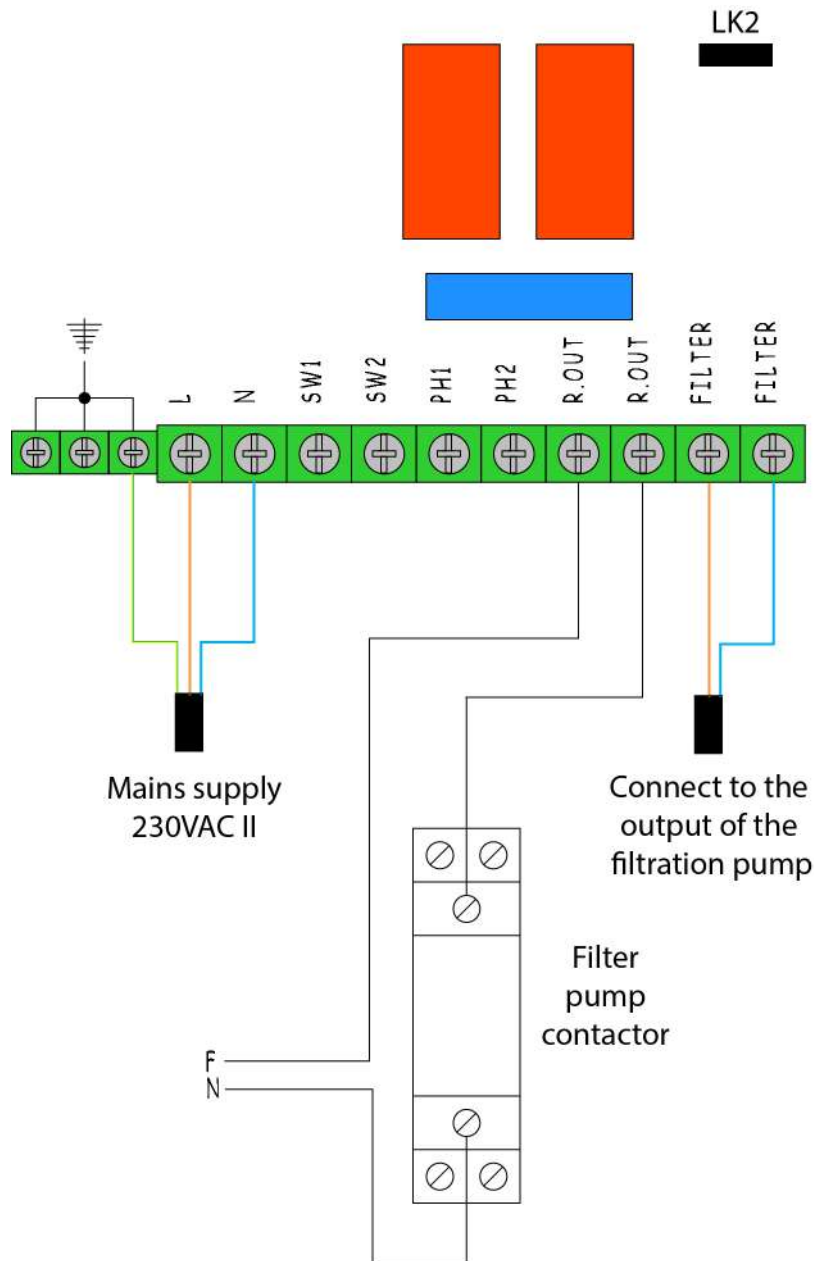 LK2
L
N
SW1
SW2
PH1
PH2
R.OUT
R.OUT
FILTER
FILTER
Mains supply
230VAC II
Connect to the
output of the
filtration pump
Filter
pump
contactor
F
N